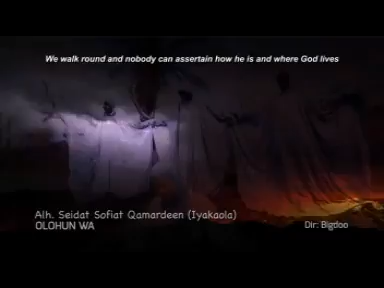 We walk round and nobody can assertain how he is and where God lives
Alh. Seidat Sofiat Qamardeen (Iyakaola)
OLOHUN WA
Dir: Bigdoo